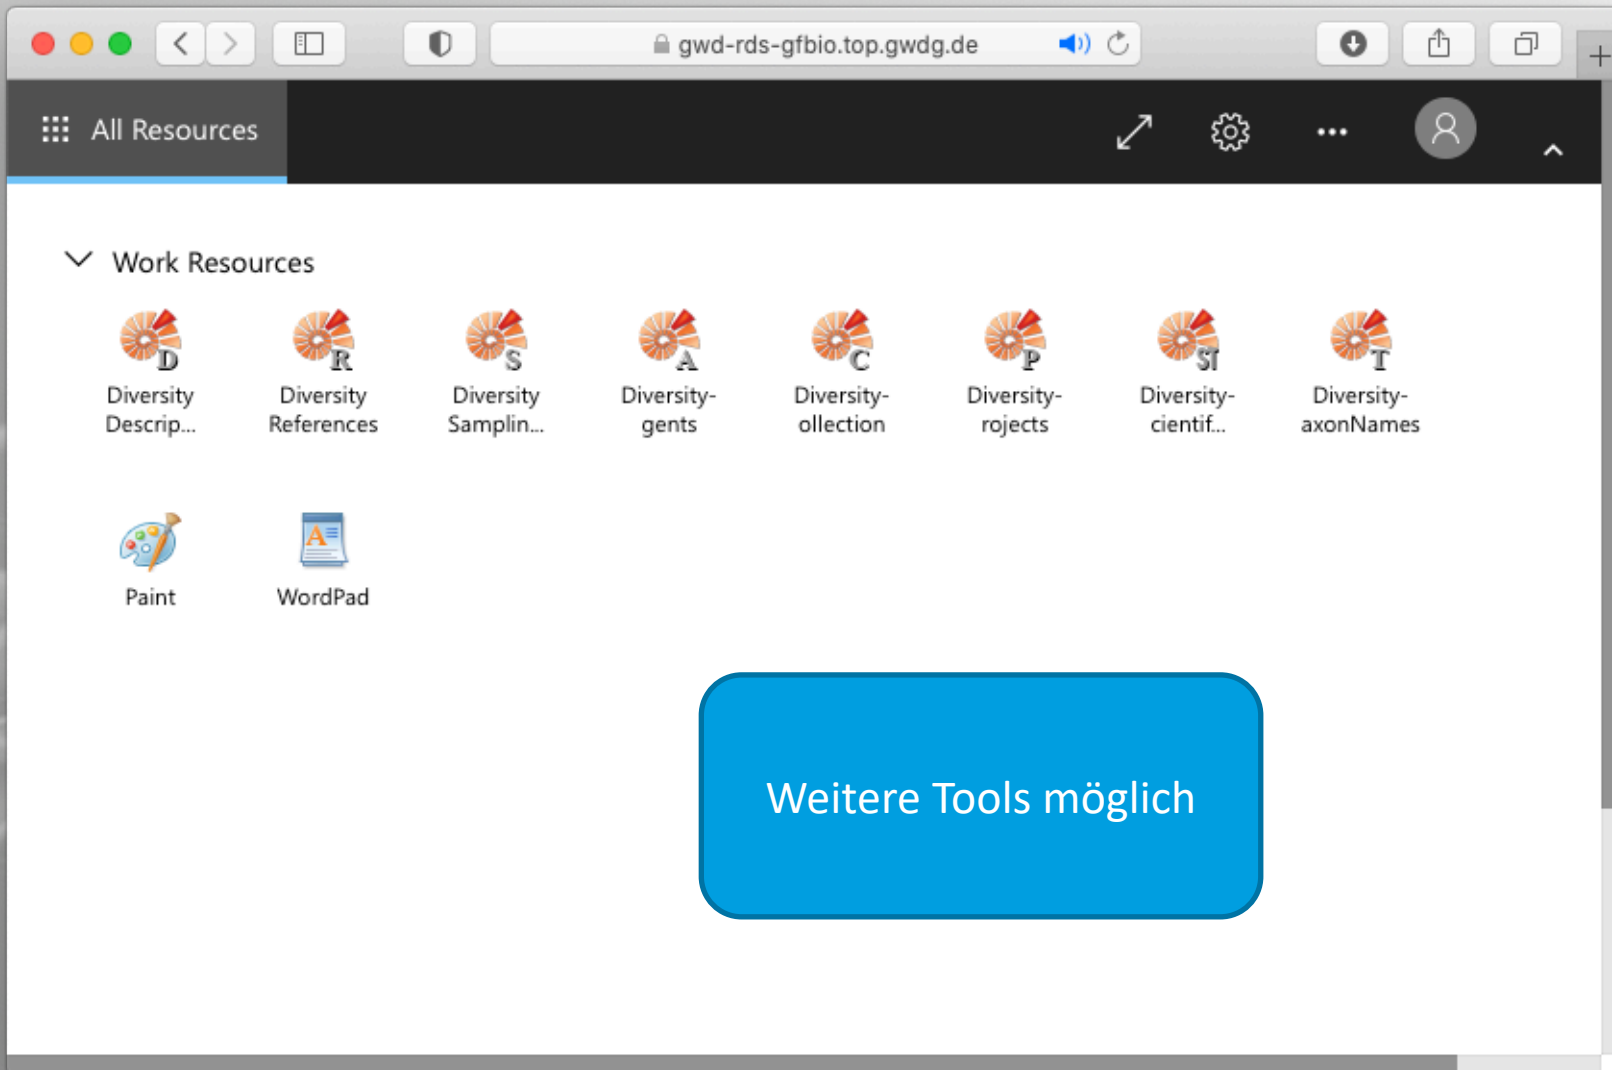 gwd-rds-gfbio.top.gwdg.de
All Resources
Work Resources
D
R
S
A
C
P
ST
T
Diversity
Descrip...
Diversity
References
Diversity
Samplin...
Diversity-
gents
Diversity-
ollection
Diversity-
rojects
Diversity-
cientif...
Diversity-
axonNames
A
Paint
WordPad
Weitere Tools möglich